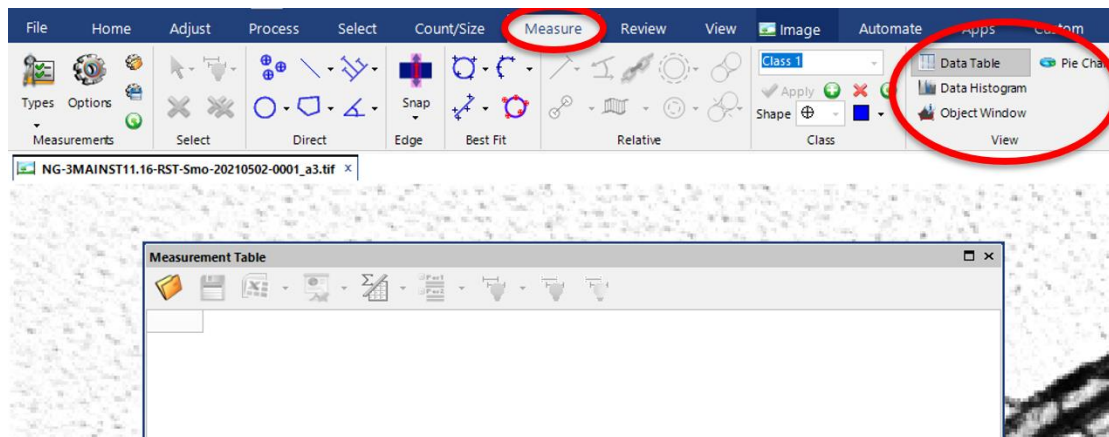 File Home Adjust Process Select Count/Size Measure Review View Image Automate Apps Custom
Class 1
Data Table
Data Histogram
Object Window
Apply
Types Options
Snap
Shape
Measurements Select Direct Edge Best Fit Relative Class View
NG-3MAINST11.16-RST-Smo-20210502-0001_a3.tif x
Measurement Table